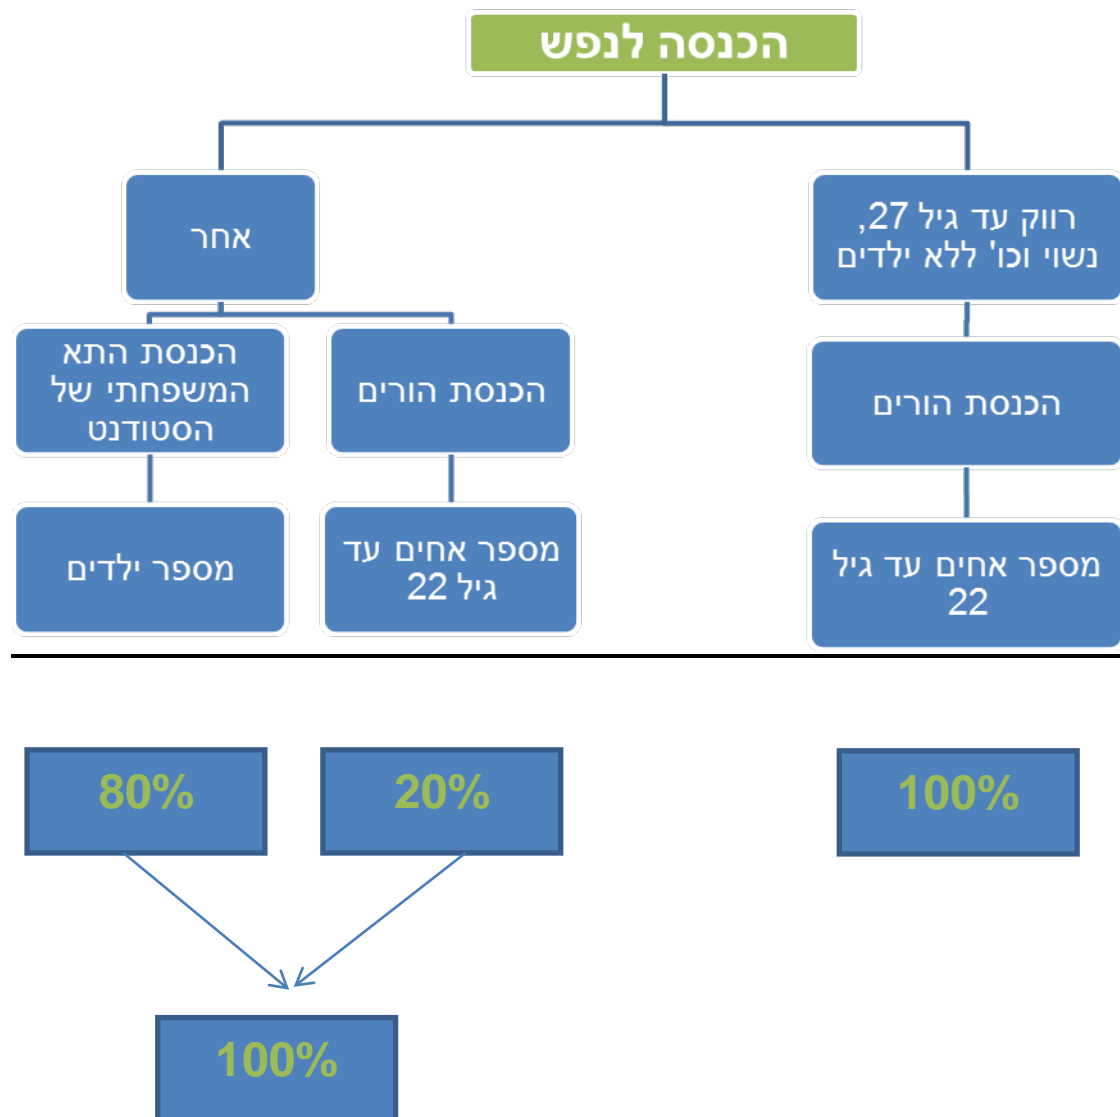 הכנסה לנפש
רווק עד גיל 27,
נשוי וכו' ללא ילדים
אחר
הכנסת הורים
הכנסת הורים
הכנסת התא
המשפחתי של
הסטודנט
מספר אחים עד גיל
22
מספר אחים עד
גיל 22
מספר ילדים
100%
20%
80%
100%